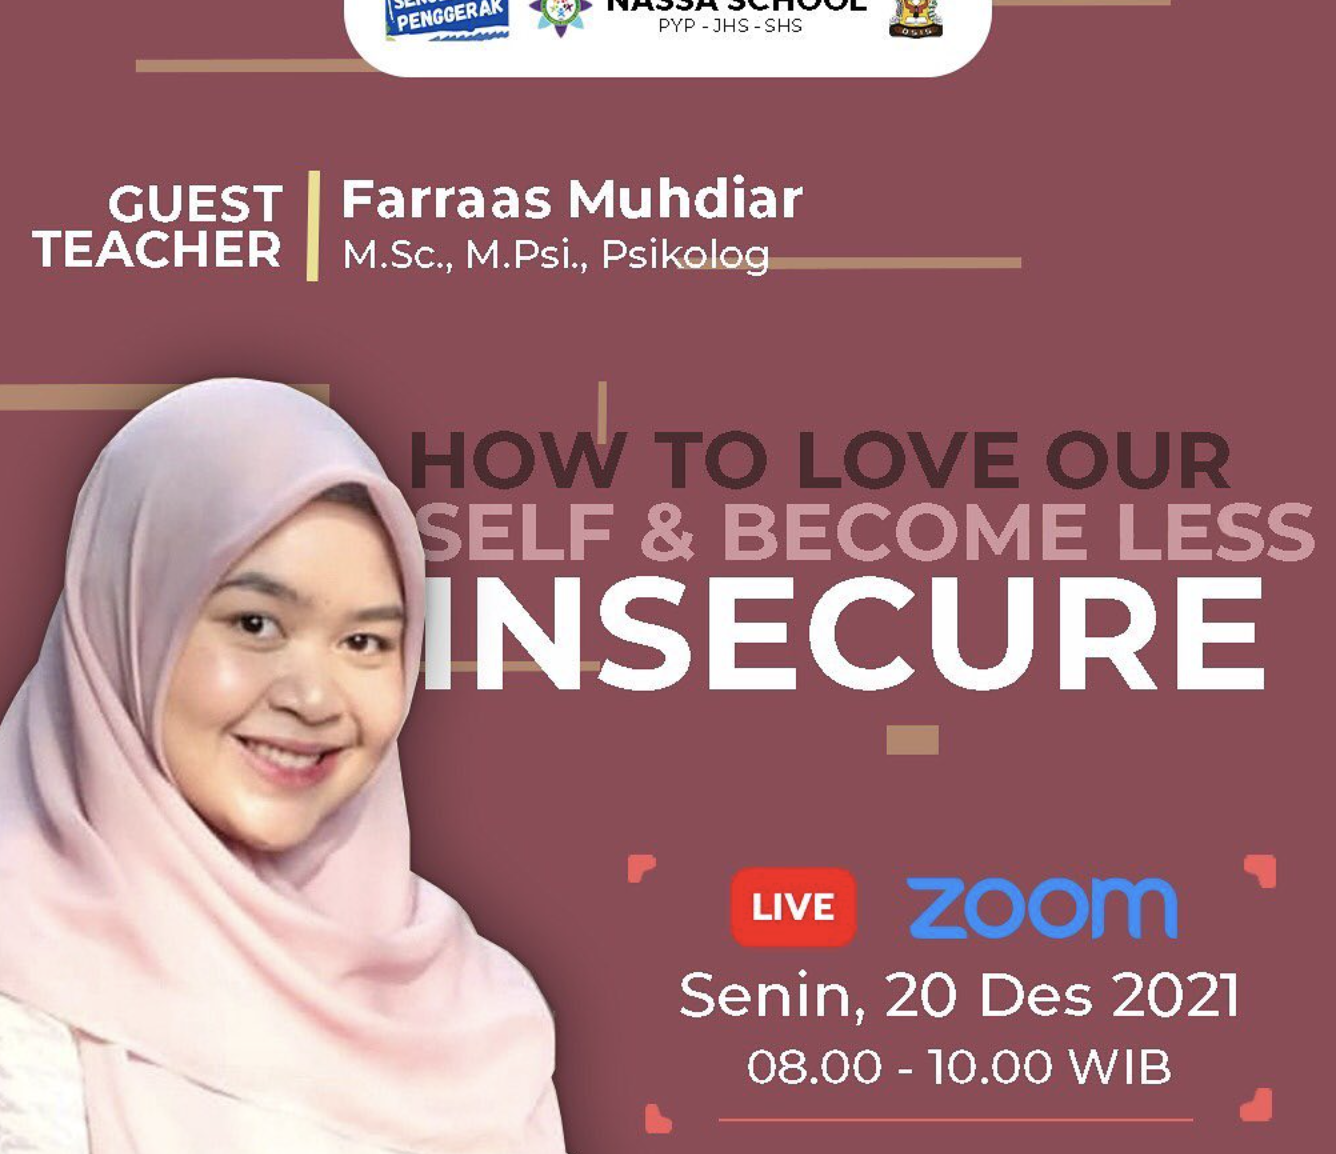 PENGGERAK
NASSA SCHOOL
PYP - JHS - SHS
OSIS
GUEST
TEACHER
Farraas Muhdiar
M.Sc., M.Psi., Psikolog
HOW TO LOVE OUR
SELF & BECOME LESS
INSECURE
LIVE
zoom
Senin, 20 Des 2021
08.00 - 10.00 WIB